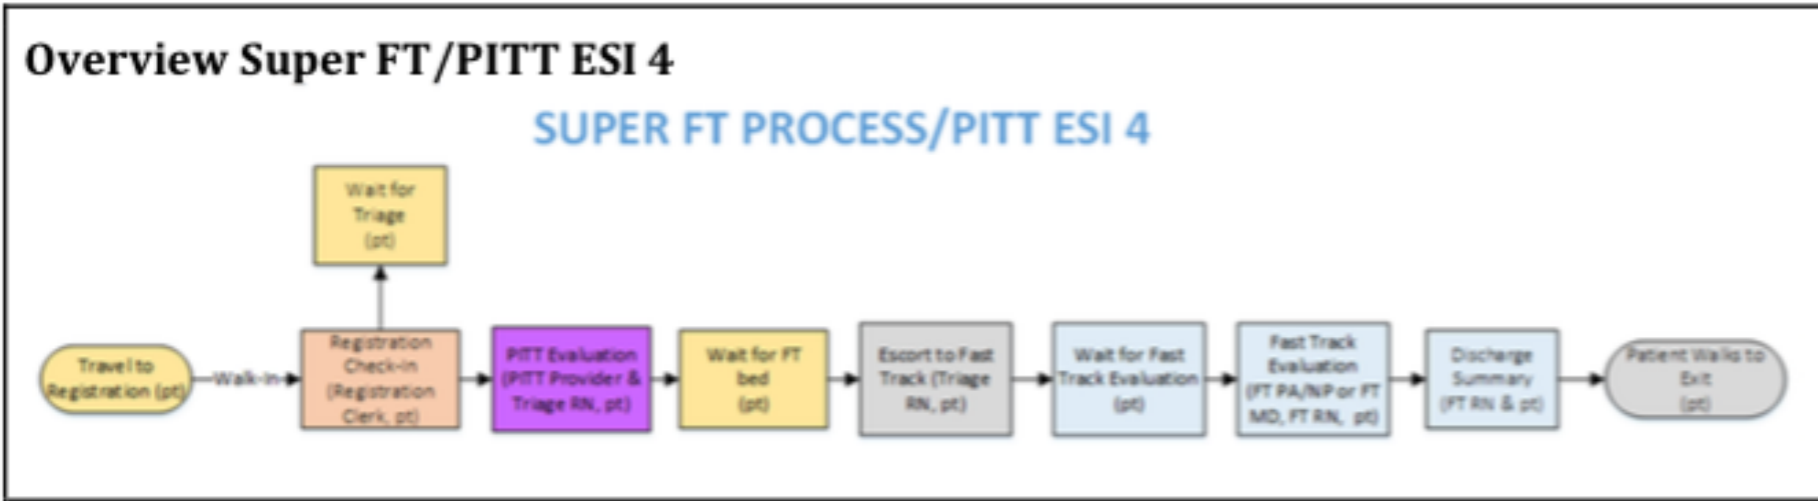 Overview Super FT/PITT ESI 4
SUPER FT PROCESS/PITT ESI 4
Wait for
Triage
(pt)
Travel to
Registration (pt)
Walk-In
Registration
Check-in
(Registration
Clerk, pt)
PITT Evaluation
(PITT Provider &
Triage RN, pt)
Wait for FT
bed
(pt)
Escort to Fast
Track (Triage
RN, pt)
Wait for Fast
Track Evaluation
(pt)
Fast Track
Evaluation
(FT PA/NP or FT
MD, FT RN, pt)
Discharge
Summary
(FT RN & pt)
Patient Walks to
Exit
(pt)